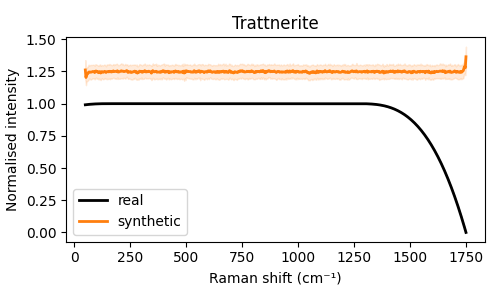 Trattnerite
Normalised intensity
1.50
1.25
1.00
0.75
0.50
0.25
0.00
real
synthetic
0 250 500 750 1000 1250 1500 1750
Raman shift (cm⁻¹)